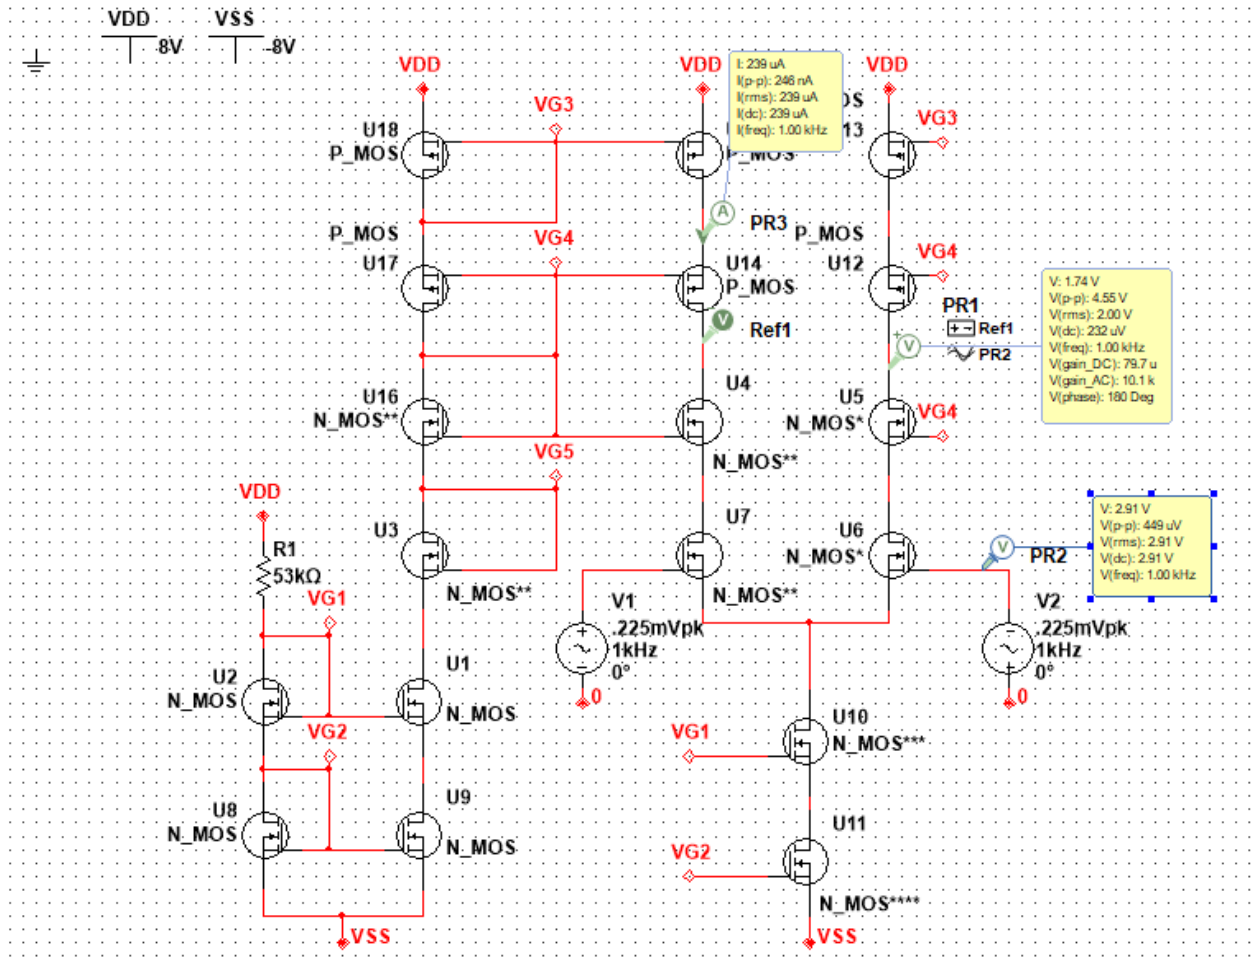 VDD
8V
VSS
-8V
VDD
VDD
VDD
I: 239 uA
I(p-p): 246 nA
I(rms): 239 uA
I(dc): 239 uA
I(freq): 1.00 kHz
VG3
U18
P_MOS
P_MOS
13
VG3
PR3
A
P_MOS
U17
VG4
U14
P_MOS
P_MOS
U12
VG4
V
Ref1
PR1
Ref1
PR2
V
V: 1.74 V
V(p-p): 4.55 V
V(rms): 2.00 V
V(dc): 232 uV
V(freq): 1.00 kHz
V(gain_DC): 79.7 u
V(gain_AC): 10.1 k
V(phase): 180 Deg
U16
N_MOS**
U4
N_MOS**
U5
N_MOS*
VG4
VG5
U3
N_MOS**
U7
N_MOS**
U6
N_MOS*
V
PR2
V: 2.91 V
V(p-p): 449 uV
V(rms): 2.91 V
V(dc): 2.91 V
V(freq): 1.00 kHz
VDD
R1
53kΩ
VG1
V1
.225mVpk
1kHz
0°
0
V2
.225mVpk
1kHz
0°
0
U2
N_MOS
U1
N_MOS
VG2
U8
N_MOS
U9
N_MOS
VSS
VG1
U10
N_MOS***
VG2
U11
N_MOS****
VSS